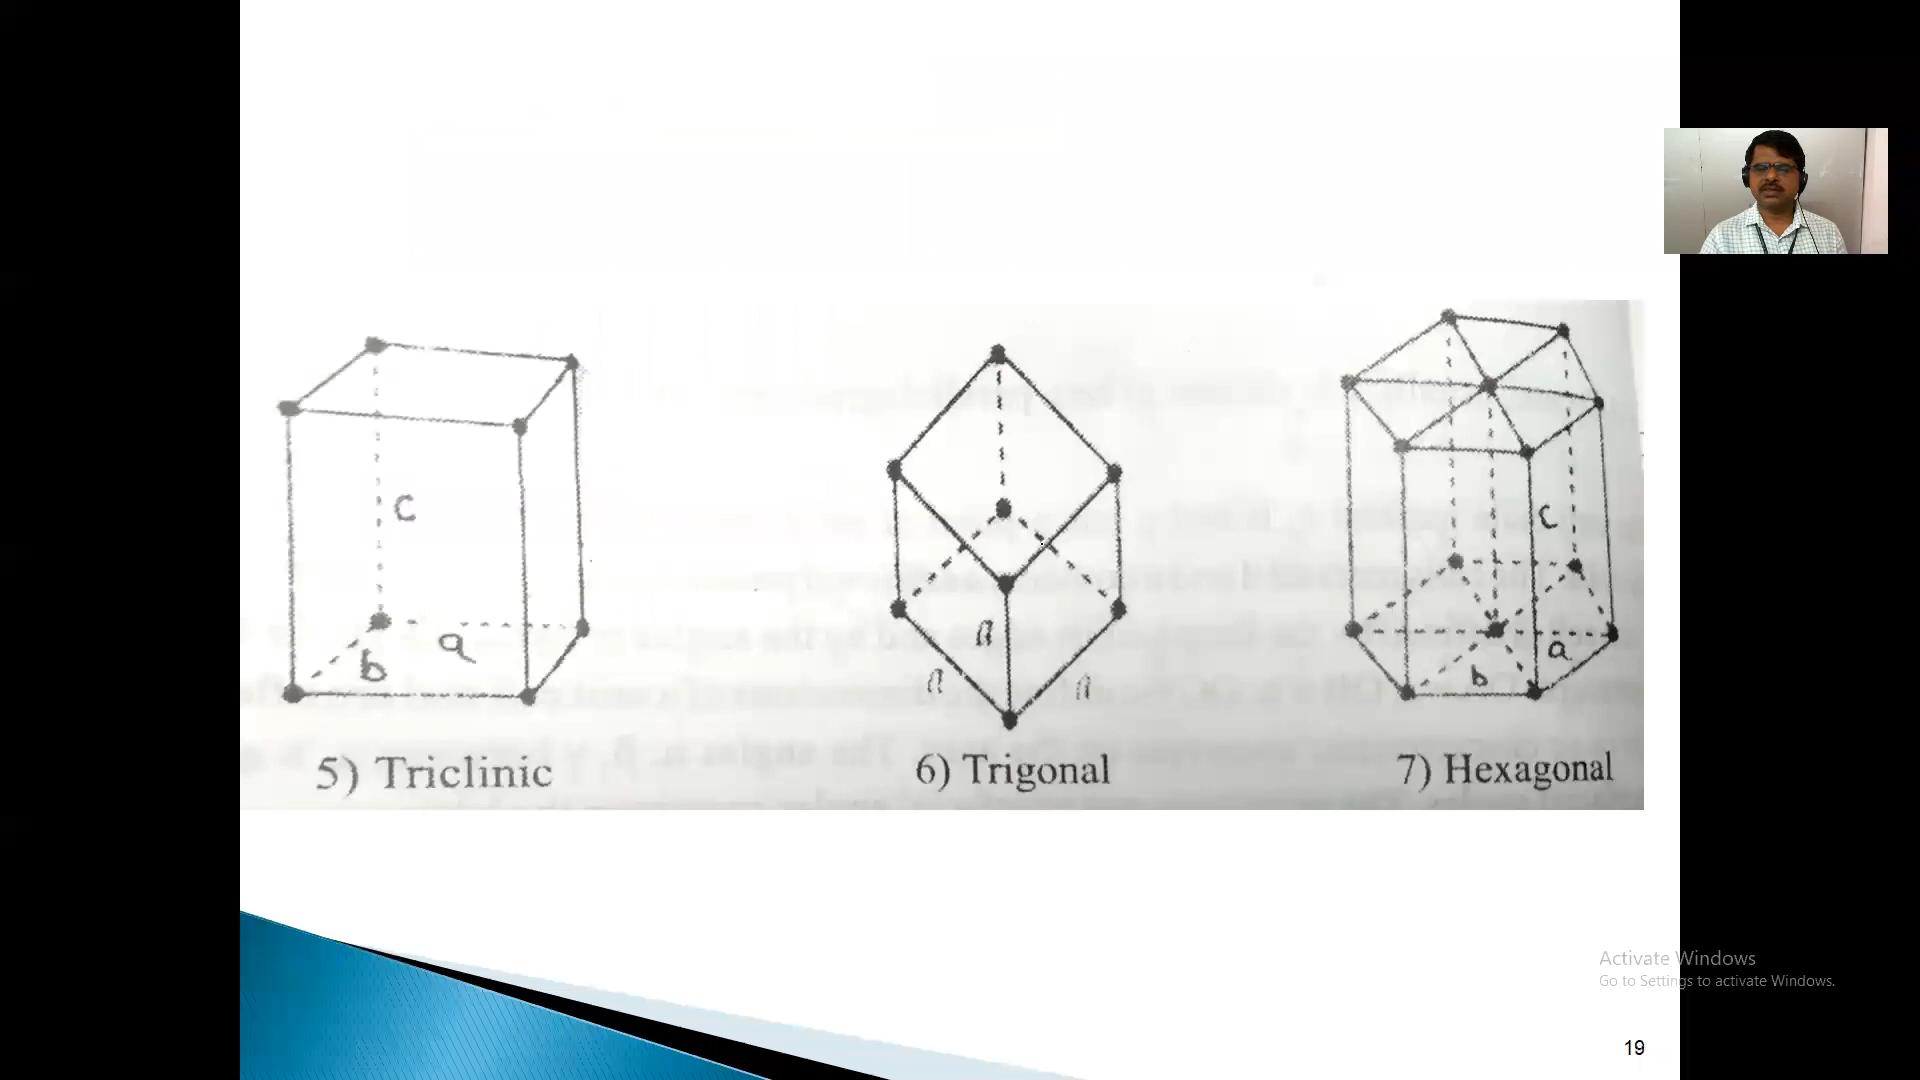 c
a
b
5) Triclinic
a
a
a
6) Trigonal
c
a
b
7) Hexagonal
Activate Windows
Go to Settings to activate Windows.
19